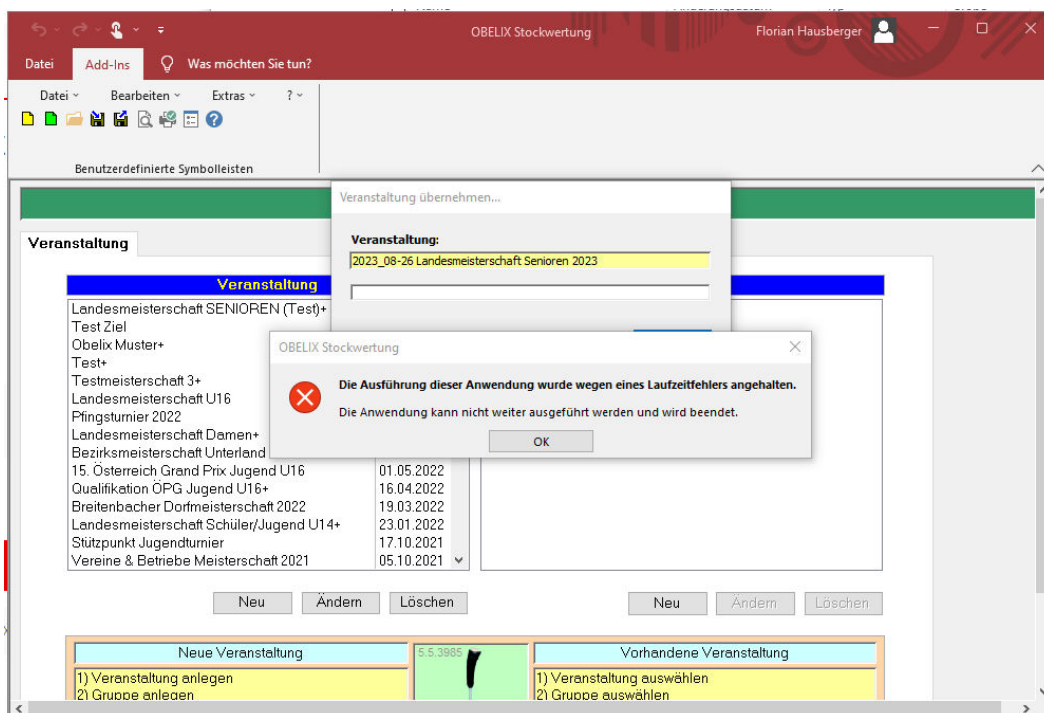 OBELIX Stockwertung
Florian Hausberger
Datei
Add-Ins
Was möchten Sie tun?
Datei
Bearbeiten
Extras
?
Benutzerdefinierte Symbolleisten
Veranstaltung übernehmen...
Veranstaltung:
2023_08-26 Landesmeisterschaft Senioren 2023
Veranstaltung
Veranstaltung
Landesmeisterschaft SENIOREN (Test)+
Test Ziel
Obelix Muster+
Test+
Testmeisterschaft 3+
Landesmeisterschaft U16
Pfingsturnier 2022
Landesmeisterschaft Damen+
Bezirksmeisterschaft Unterland
15. Österreich Grand Prix Jugend U16 01.05.2022
Qualifikation ÖPG Jugend U16+ 16.04.2022
Breitenbacher Dorfmeisterschaft 2022 19.03.2022
Landesmeisterschaft Schüler/Jugend U14+ 23.01.2022
Stützpunkt Jugendturnier 17.10.2021
Vereine & Betriebe Meisterschaft 2021 05.10.2021
OBELIX Stockwertung
Die Ausführung dieser Anwendung wurde wegen eines Laufzeitfehlers angehalten.
Die Anwendung kann nicht weiter ausgeführt werden und wird beendet.
OK
Neu Ändern Löschen
Neu Ändern Löschen
Neue Veranstaltung
1) Veranstaltung anlegen
2) Gruppe anlegen
5.5.3985
Vorhandene Veranstaltung
1) Veranstaltung auswählen
2) Gruppe auswählen